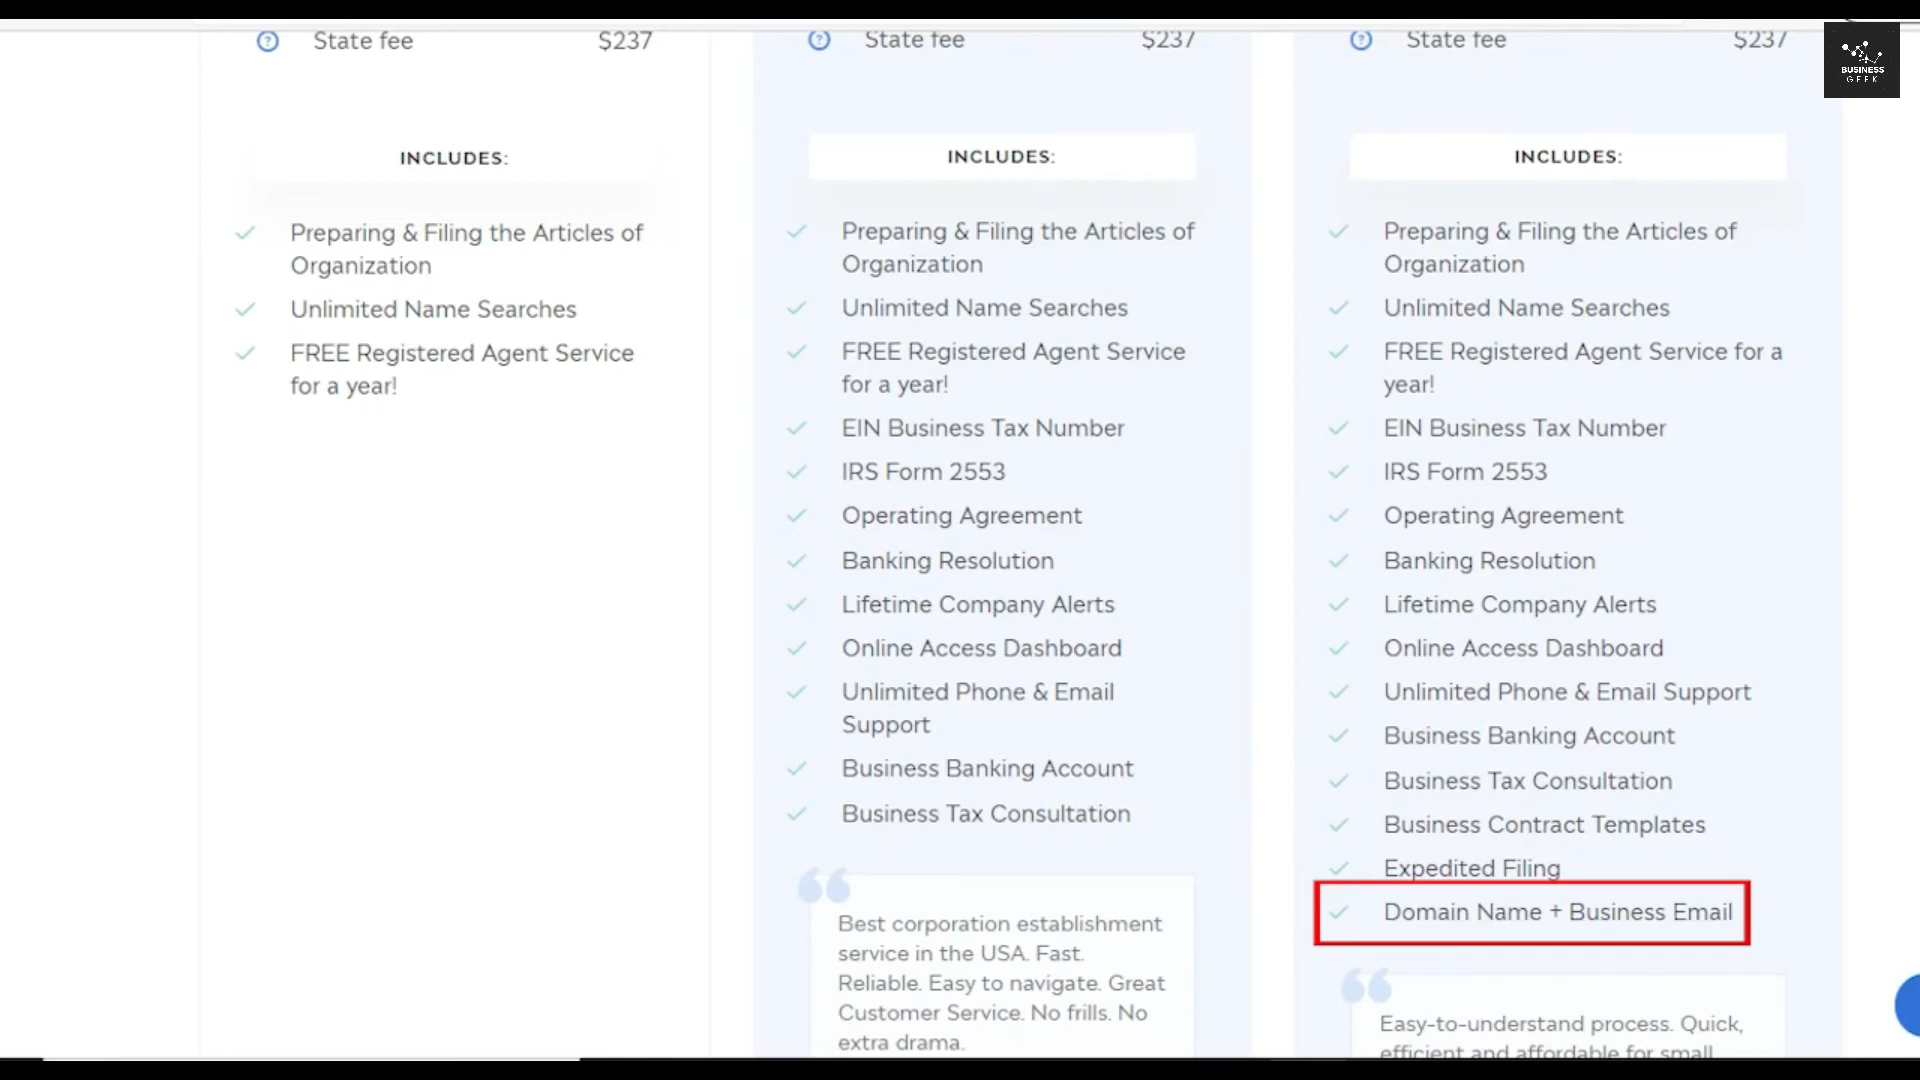 State fee $237
INCLUDES:
Preparing & Filing the Articles of
Organization
Unlimited Name Searches
FREE Registered Agent Service
for a year!
State fee $237
INCLUDES:
Preparing & Filing the Articles of
Organization
Unlimited Name Searches
FREE Registered Agent Service
for a year!
EIN Business Tax Number
IRS Form 2553
Operating Agreement
Banking Resolution
Lifetime Company Alerts
Online Access Dashboard
Unlimited Phone & Email
Support
Business Banking Account
Business Tax Consultation
Best corporation establishment
service in the USA. Fast.
Reliable. Easy to navigate. Great
Customer Service. No frills. No
extra drama.
State fee $237
INCLUDES:
Preparing & Filing the Articles of
Organization
Unlimited Name Searches
FREE Registered Agent Service for a
year!
EIN Business Tax Number
IRS Form 2553
Operating Agreement
Banking Resolution
Lifetime Company Alerts
Online Access Dashboard
Unlimited Phone & Email Support
Business Banking Account
Business Tax Consultation
Business Contract Templates
Expedited Filing
Domain Name + Business Email
Easy-to-understand process. Quick,
efficient and affordable for small
BUSINESS
GEEK